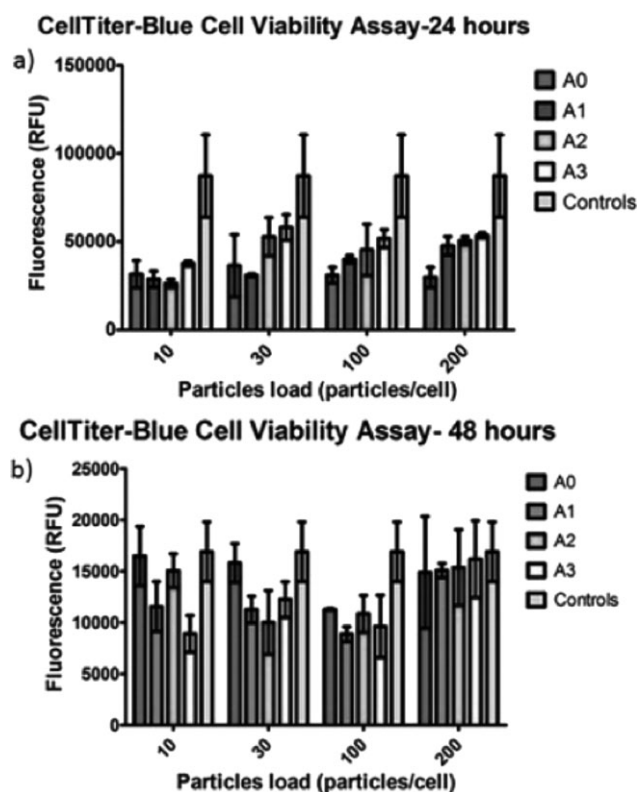 CellTiter-Blue Cell Viability Assay-24 hours
a)
Fluorescence (RFU)
150000
100000
50000
0
10
30
100
200
Particles load (particles/cell)
A0
A1
A2
A3
Controls
CellTiter-Blue Cell Viability Assay- 48 hours
b)
Fluorescence (RFU)
25000
20000
15000
10000
5000
0
10
30
100
200
Particles load (particles/cell)
A0
A1
A2
A3
Controls